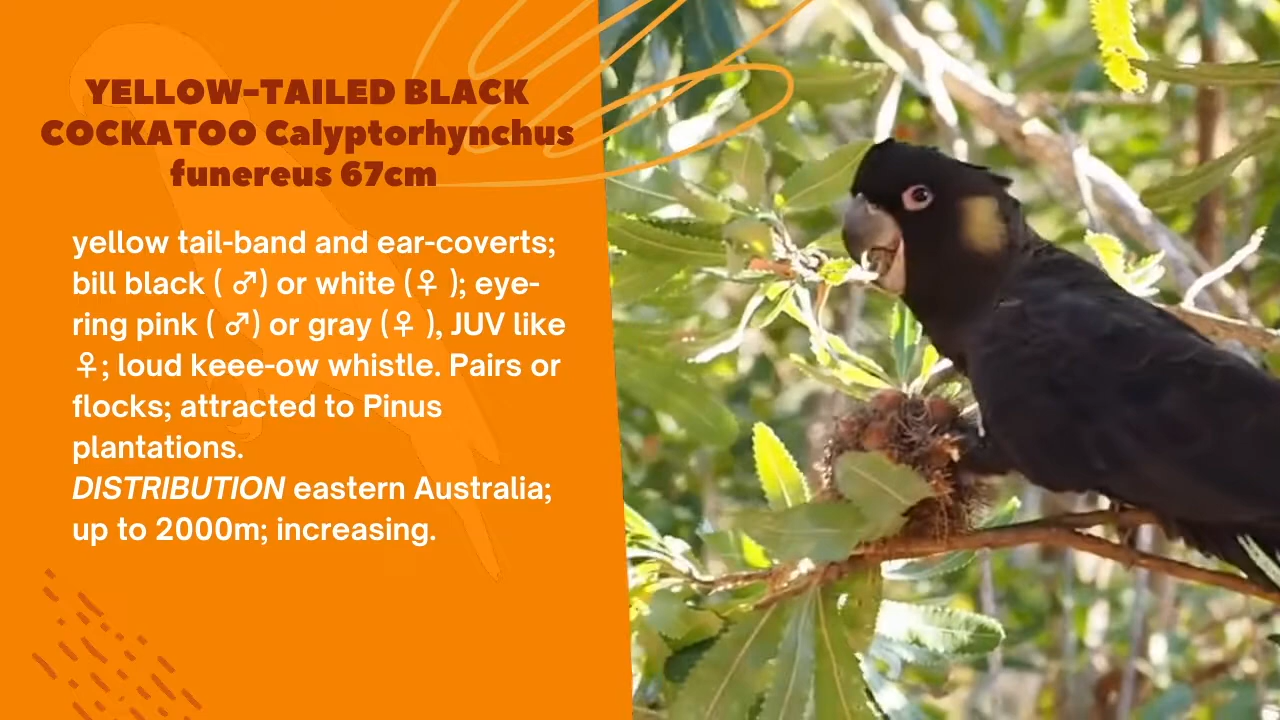 YELLOW-TAILED BLACK
COCKATOO Calyptorhynchus
funereus 67cm
yellow tail-band and ear-coverts;
bill black ( ♂) or white (♀ ); eye-
ring pink ( ♂) or gray (♀ ), JUV like
♀; loud keee-ow whistle. Pairs or
flocks; attracted to Pinus
plantations.
DISTRIBUTION eastern Australia;
up to 2000m; increasing.